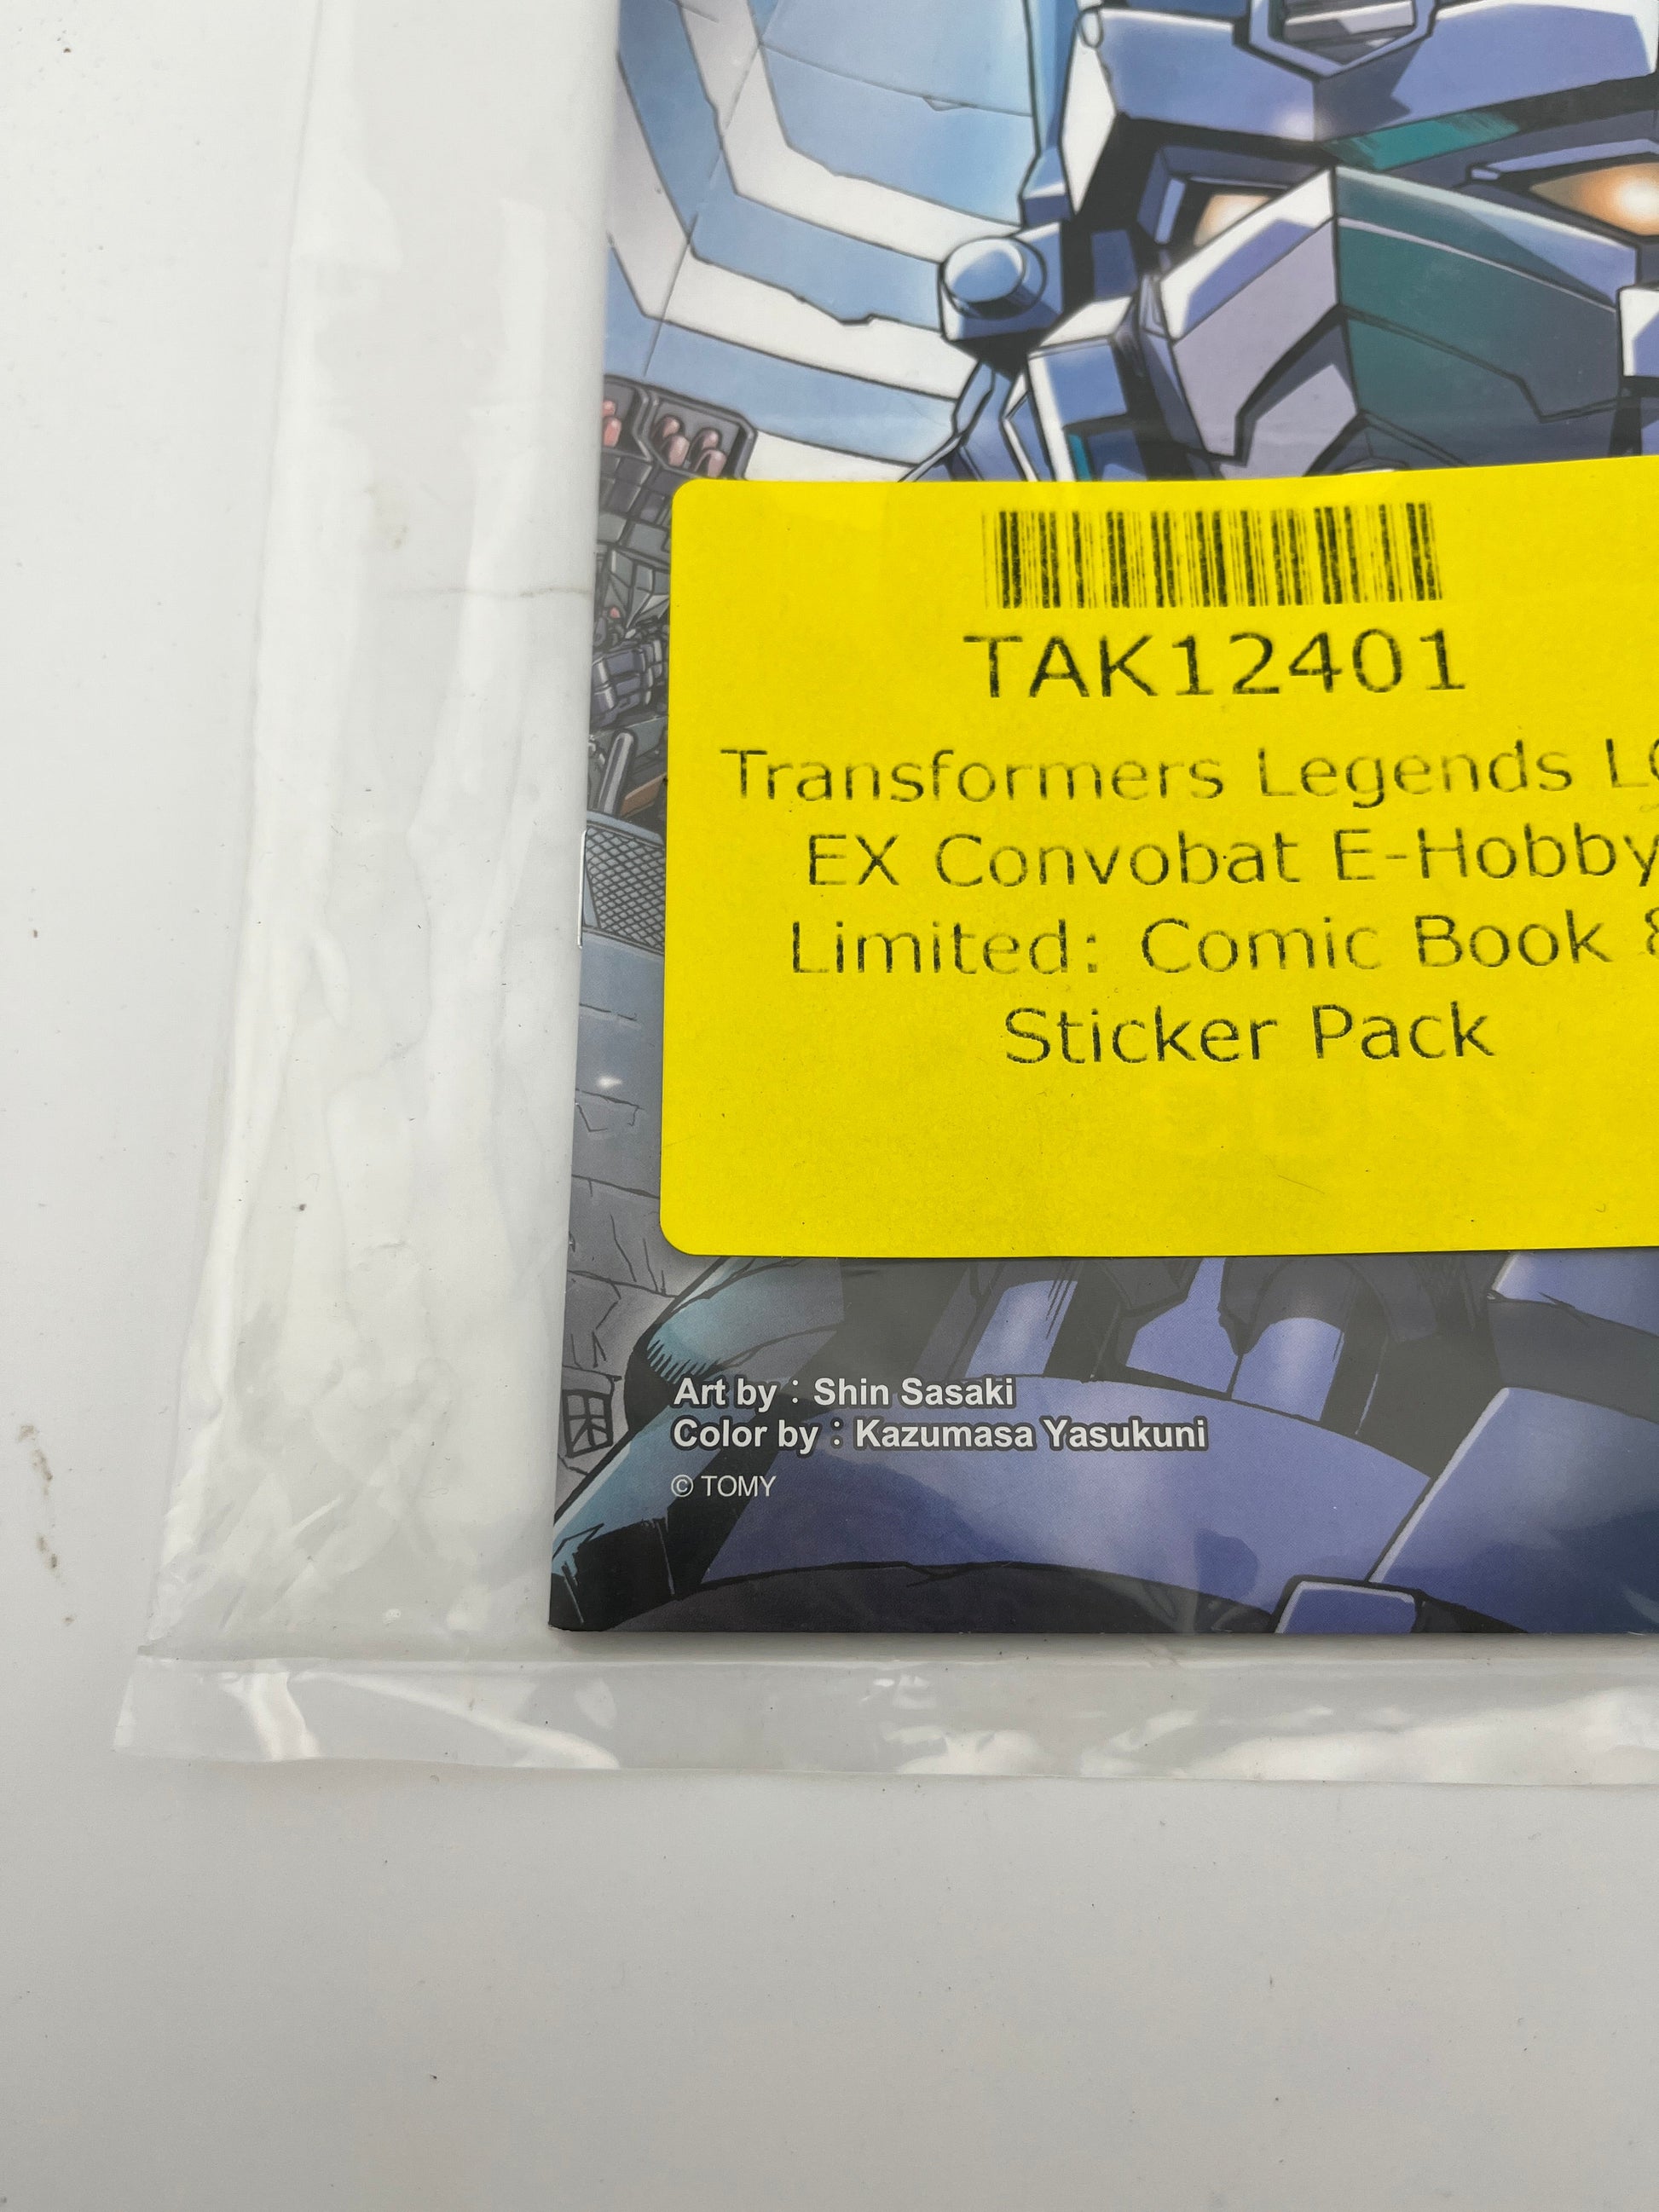 TAK12401
Transformers Legends
EX Convobat E-Hobby
Limited: Comic Book
Sticker Pack
Art by：Shin Sasaki
Color by：Kazumasa Yasukuni
© TOMY